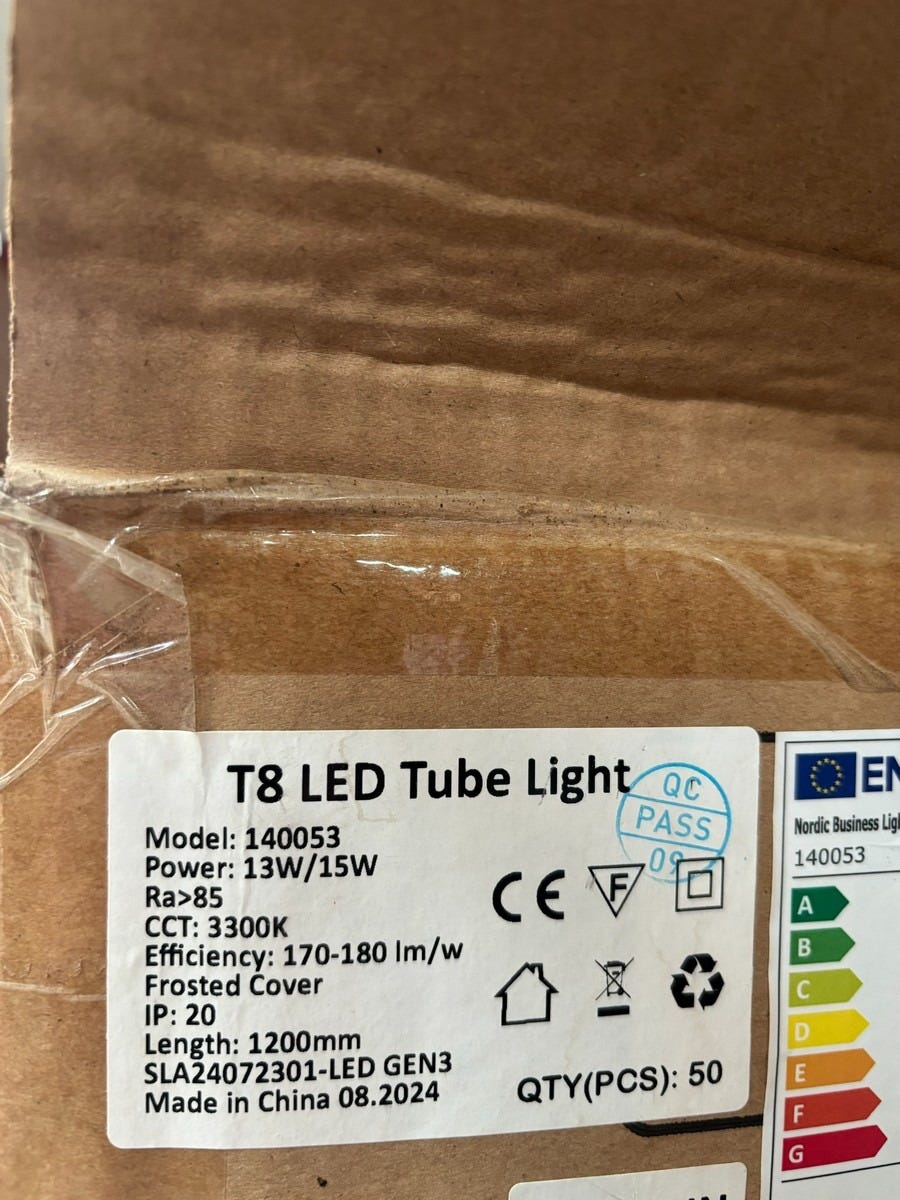 T8 LED Tube Light
QC
PASS
09
Model: 140053
Power: 13W/15W
Ra>85
CCT: 3300K
Efficiency: 170-180 lm/w
Frosted Cover
IP: 20
Length: 1200mm
SLA24072301-LED GEN3
Made in China 08.2024
CE
F
QTY(PCS): 50
EN
Nordic Business Lig
140053
A
B
C
D
E
F
G